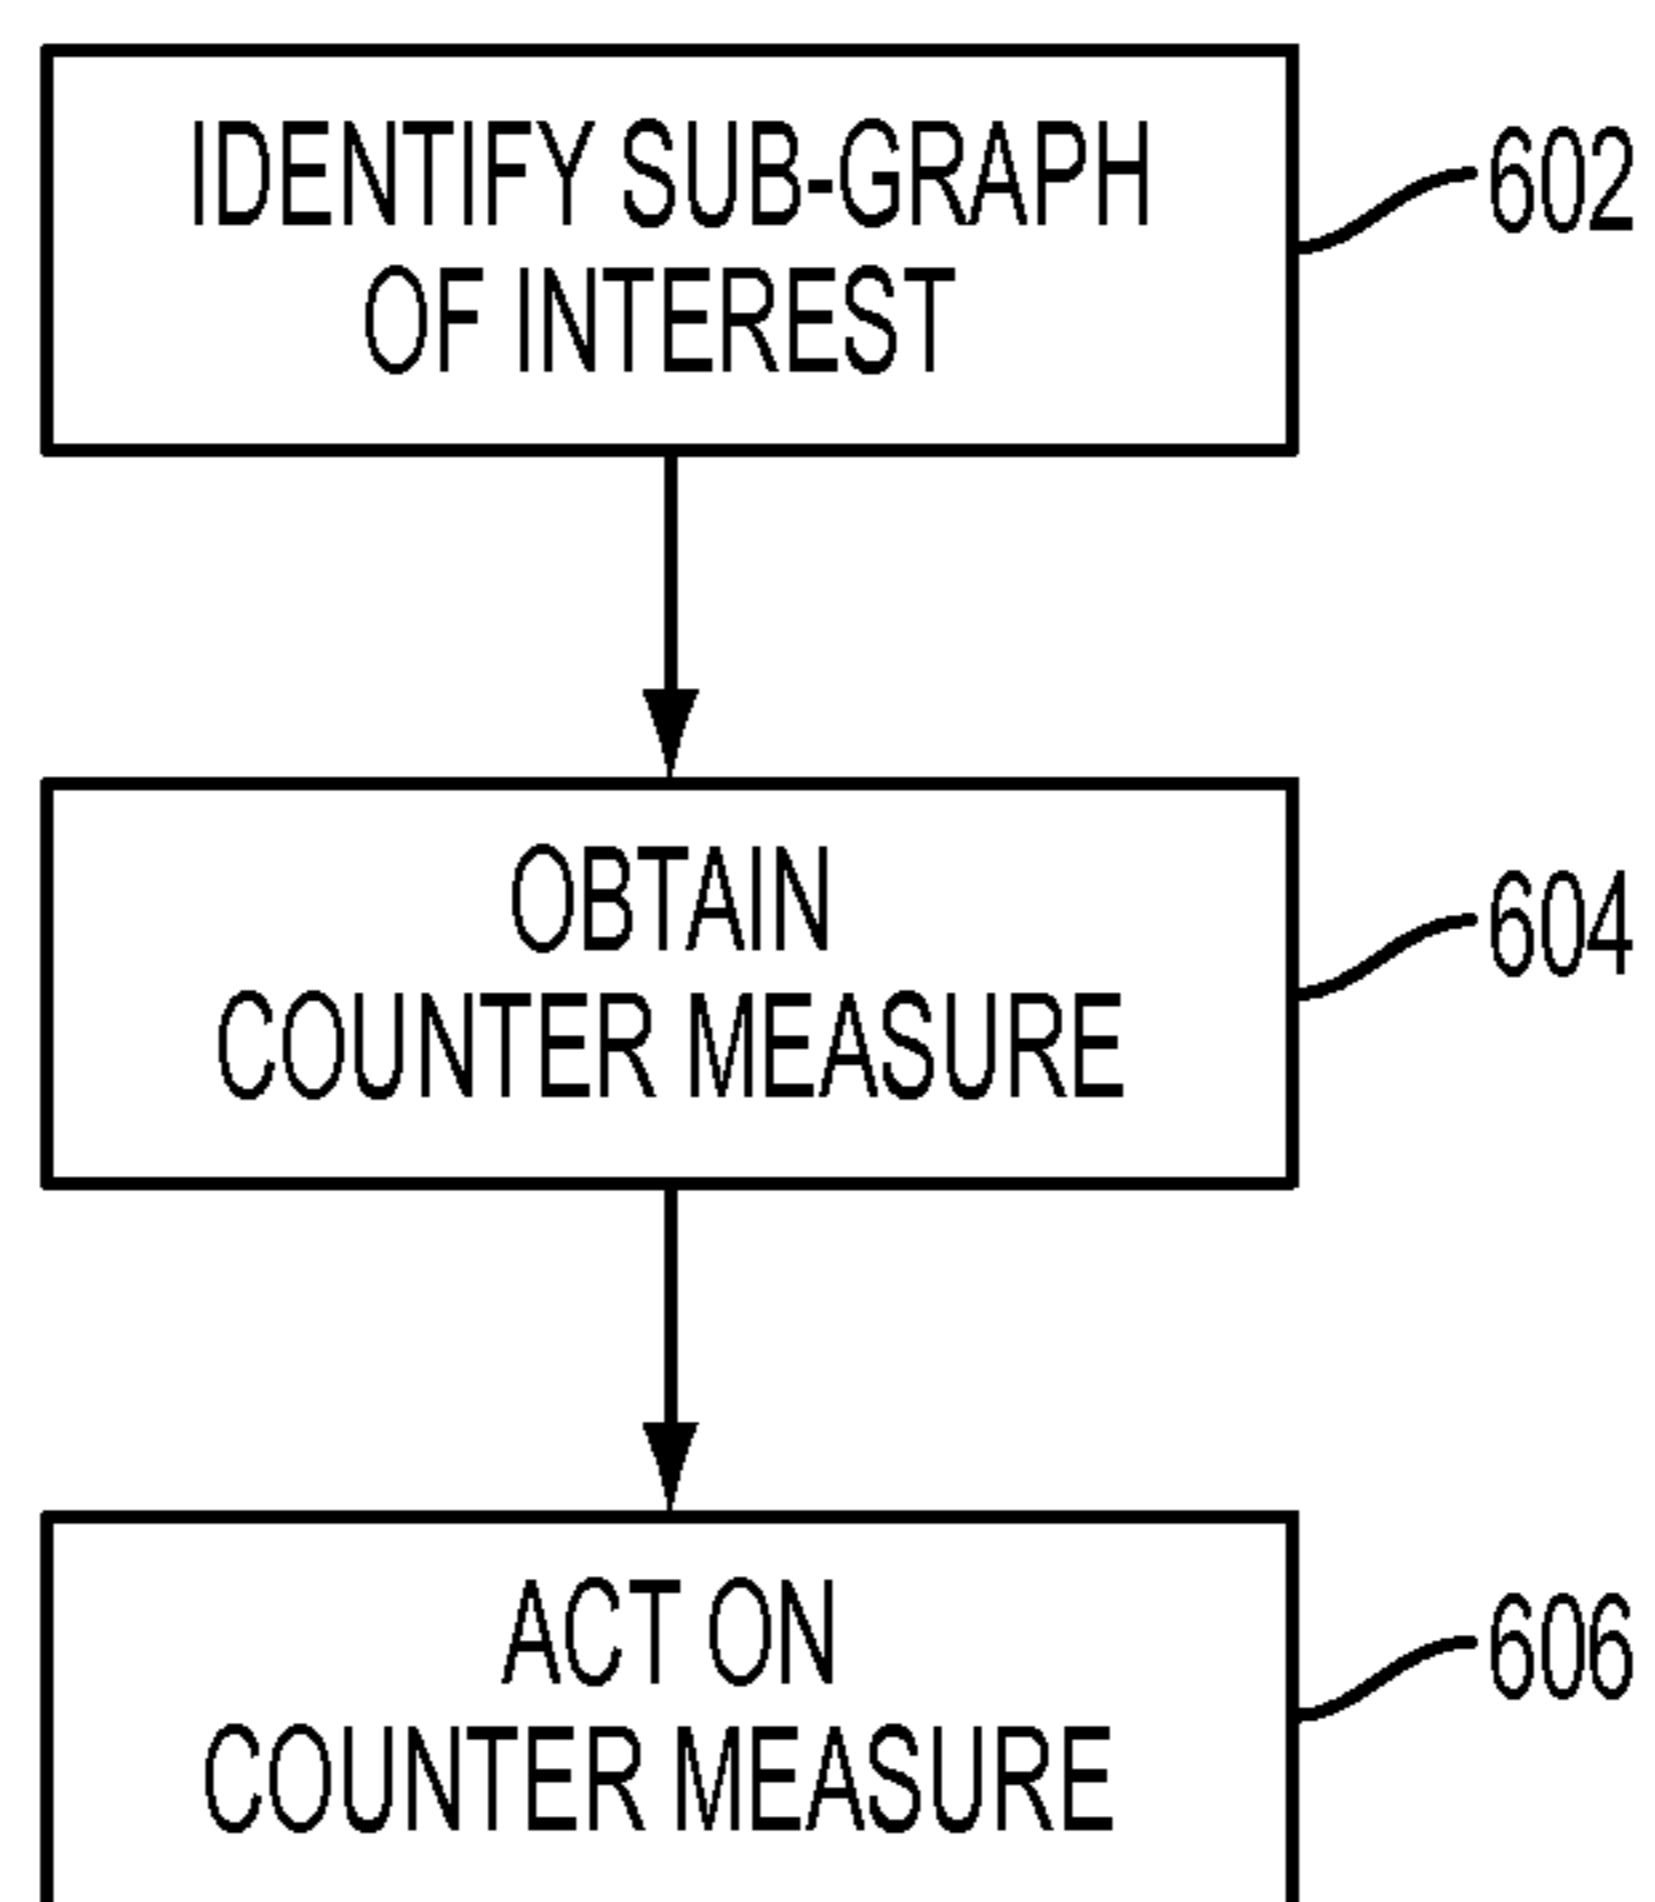 IDENTIFY SUB-GRAPH
OF INTEREST
602
OBTAIN
COUNTER MEASURE
604
ACT ON
COUNTER MEASURE
606